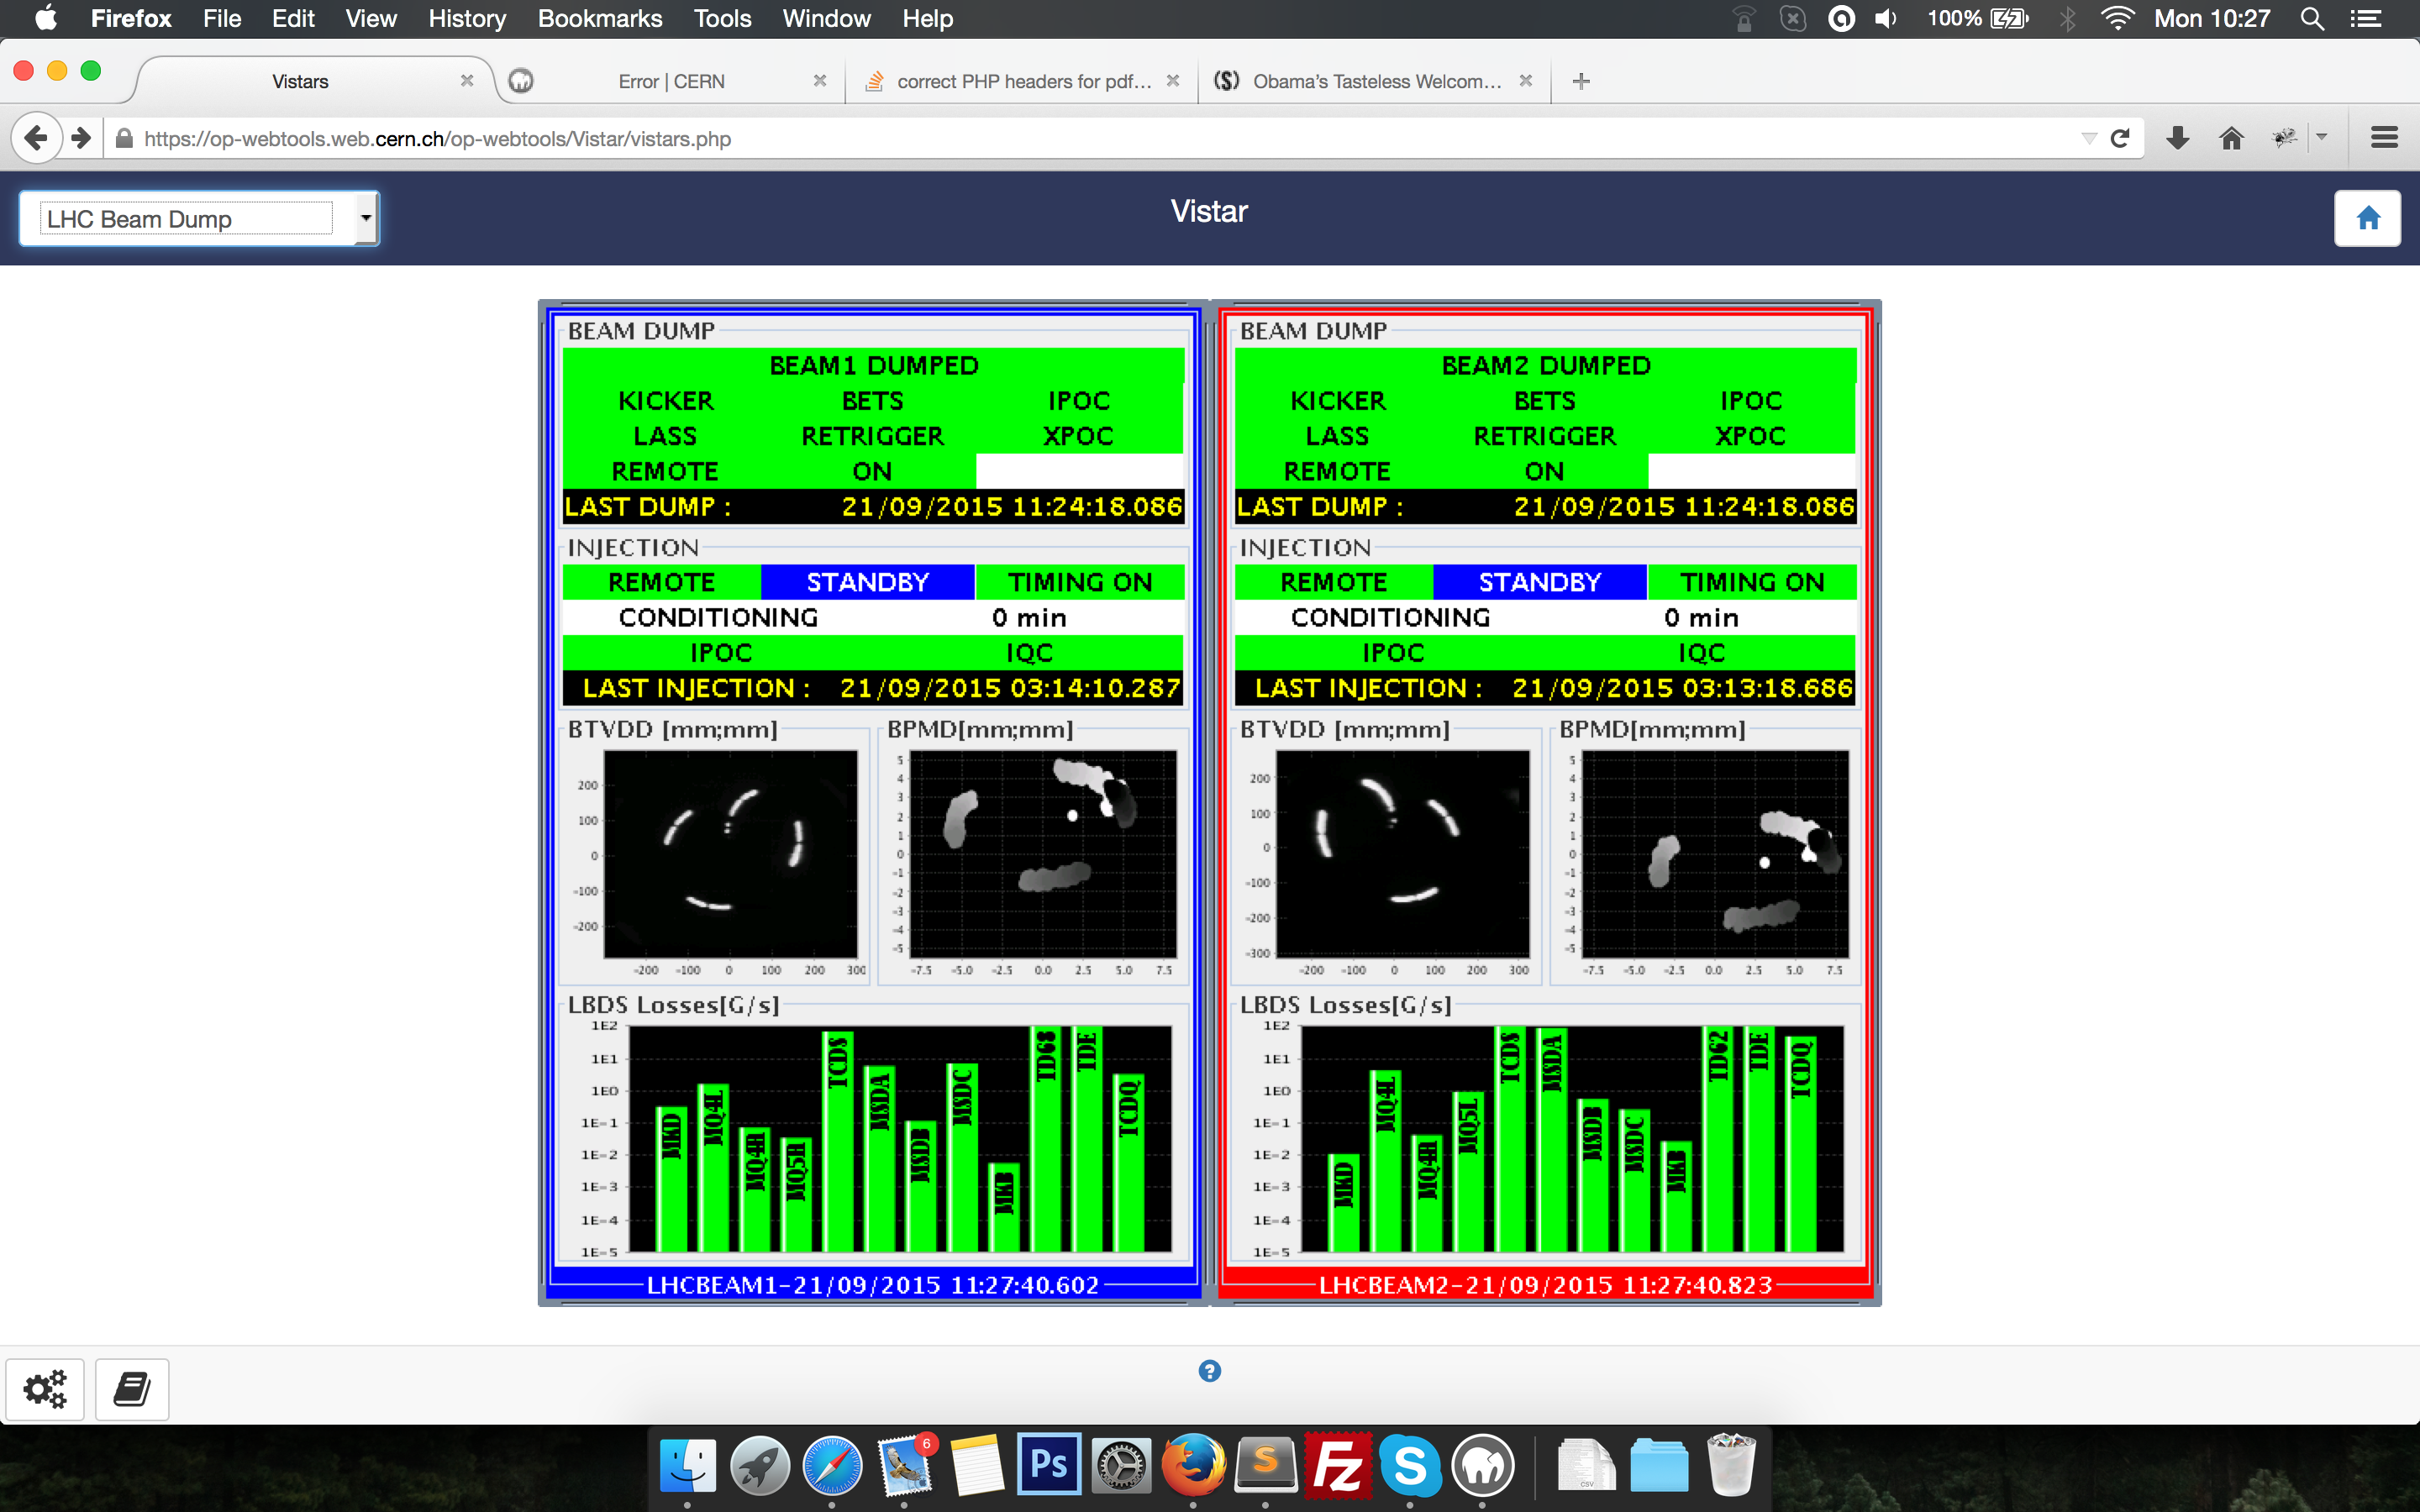 Firefox File Edit View History Bookmarks Tools Window Help 100% Mon 10:27
Vistars Error | CERN correct PHP headers for pdf... Obama's Tasteless Welcom...
https://op-webtools.web.cern.ch/op-webtools/Vistar/vistars.php
LHC Beam Dump Vistar
BEAM DUMP
BEAM1 DUMPED
KICKER BETS IPOC
LASS RETRIGGER XPOC
REMOTE ON
LAST DUMP : 21/09/2015 11:24:18.086
INJECTION
REMOTE STANDBY TIMING ON
CONDITIONING 0 min
IPOC IQC
LAST INJECTION : 21/09/2015 03:14:10.287
BTVDD [mm;mm] BPMD[mm;mm]
200
100
0
-100
-200
-200 -100 0 100 200 300
5
4
3
2
1
0
-1
-2
-3
-4
-5
-7.5 -5.0 -2.5 0.0 2.5 5.0 7.5
LBDS Losses[G/s]
1E2
1E1
1E0
1E-1
1E-2
1E-3
1E-4
1E-5
MKD MQ4L MQ4R MQ5R TCDS MSDA MSDB MSDC MKB TD68 TDE TCDQ
LHCBEAM1-21/09/2015 11:27:40.602
BEAM DUMP
BEAM2 DUMPED
KICKER BETS IPOC
LASS RETRIGGER XPOC
REMOTE ON
LAST DUMP : 21/09/2015 11:24:18.086
INJECTION
REMOTE STANDBY TIMING ON
CONDITIONING 0 min
IPOC IQC
LAST INJECTION : 21/09/2015 03:13:18.686
BTVDD [mm;mm] BPMD[mm;mm]
200
100
0
-100
-200
-300
-200 -100 0 100 200 300
5
4
3
2
1
0
-1
-2
-3
-4
-5
-7.5 -5.0 -2.5 0.0 2.5 5.0 7.5
LBDS Losses[G/s]
1E2
1E1
1E0
1E-1
1E-2
1E-3
1E-4
1E-5
MKD MQ4L MQ4R MQ5L TCDS MSDA MSDB MSDC MKB TD62 TDE TCDQ
LHCBEAM2-21/09/2015 11:27:40.823
?
6
Ps S Fz S
CSV